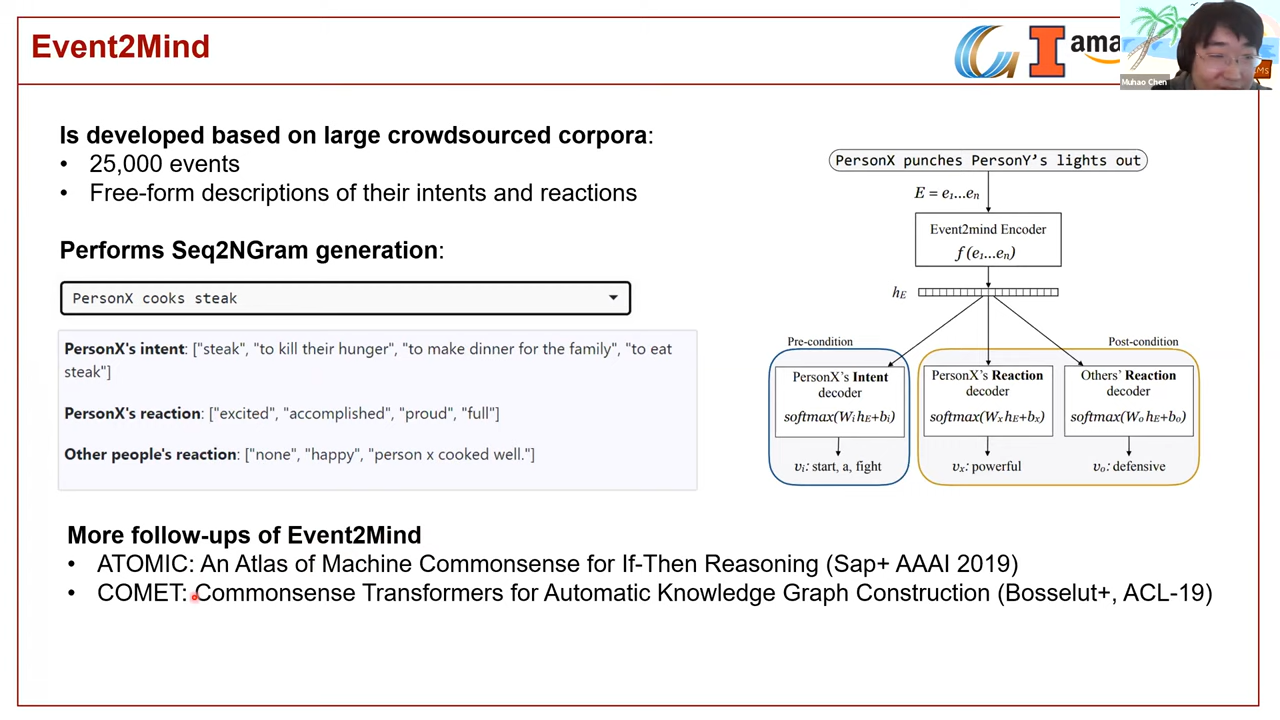 Event2Mind
ama
Muhao Chen
Is developed based on large crowdsourced corpora:
• 25,000 events
• Free-form descriptions of their intents and reactions
Performs Seq2NGram generation:
PersonX cooks steak
PersonX's intent: ["steak", "to kill their hunger", "to make dinner for the family", "to eat
steak"]
PersonX's reaction: ["excited", "accomplished", "proud", "full"]
Other people's reaction: ["none", "happy", "person x cooked well."]
PersonX punches PersonY's lights out
E = e₁...eₙ
Event2mind Encoder
f(e₁...eₙ)
h_E
Pre-condition
Post-condition
PersonX's Intent
decoder
softmax(Wᵢ h_E+bᵢ)
vᵢ: start, a, fight
PersonX's Reaction
decoder
softmax(Wₓ h_E+bₓ)
vₓ: powerful
Others' Reaction
decoder
softmax(Wₒ h_E+bₒ)
vₒ: defensive
More follow-ups of Event2Mind
• ATOMIC: An Atlas of Machine Commonsense for If-Then Reasoning (Sap+ AAAI 2019)
• COMET: Commonsense Transformers for Automatic Knowledge Graph Construction (Bosselut+, ACL-19)